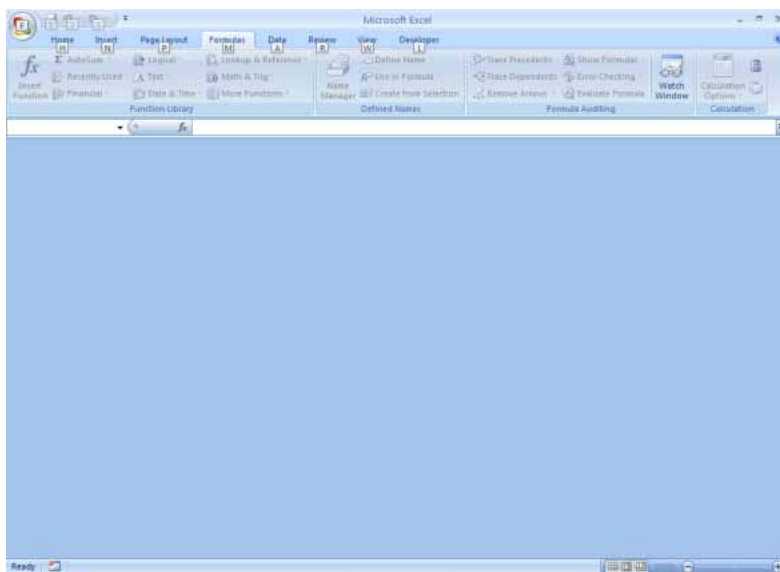 Microsoft Excel
Home Insert Page Layout Formulas Data Review View Developer
F H N P M A R W L
fx Σ AutoSum Logical Lookup & Reference Define Name Trace Precedents Show Formulas
Recently Used Text Math & Trig Use in Formula Trace Dependents Error Checking
Insert Function Financial Date & Time More Functions Name Manager Create from Selection Remove Arrows Evaluate Formula Watch Window Calculation Options
Function Library Defined Names Formula Auditing Calculation
fx
Ready